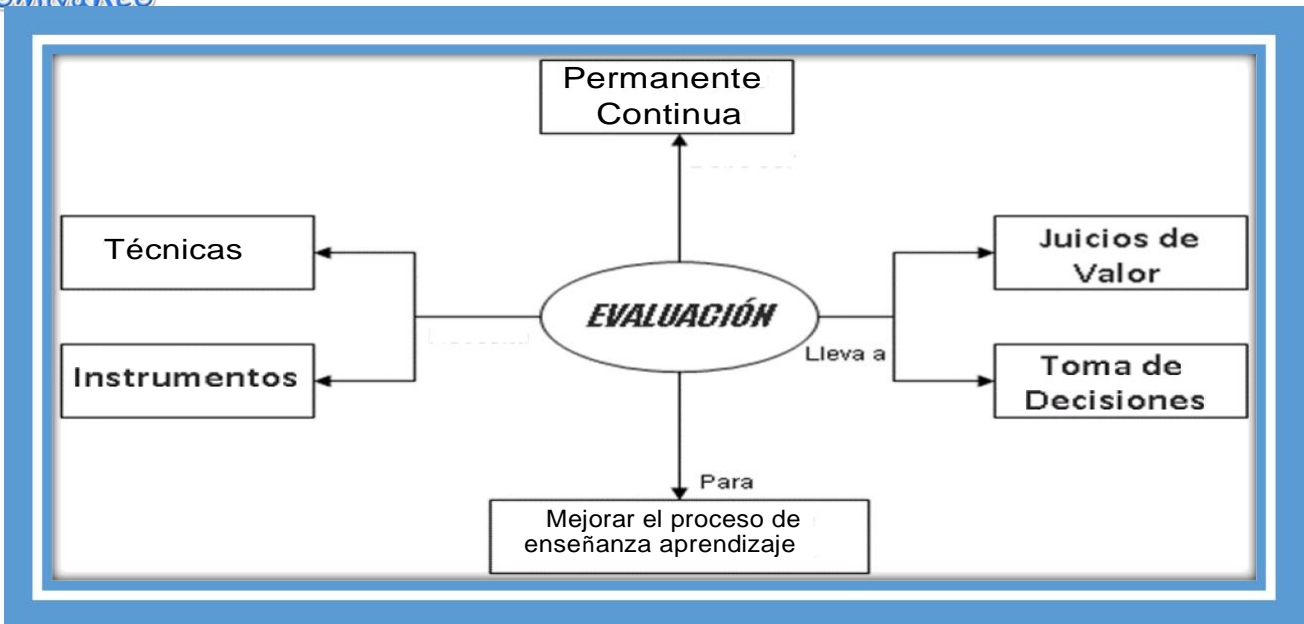 Permanente
Continua
Técnicas
Juicios de
Valor
EVALUACIÓN
Lleva a
Instrumentos
Toma de
Decisiones
Para
Mejorar el proceso de
enseñanza aprendizaje